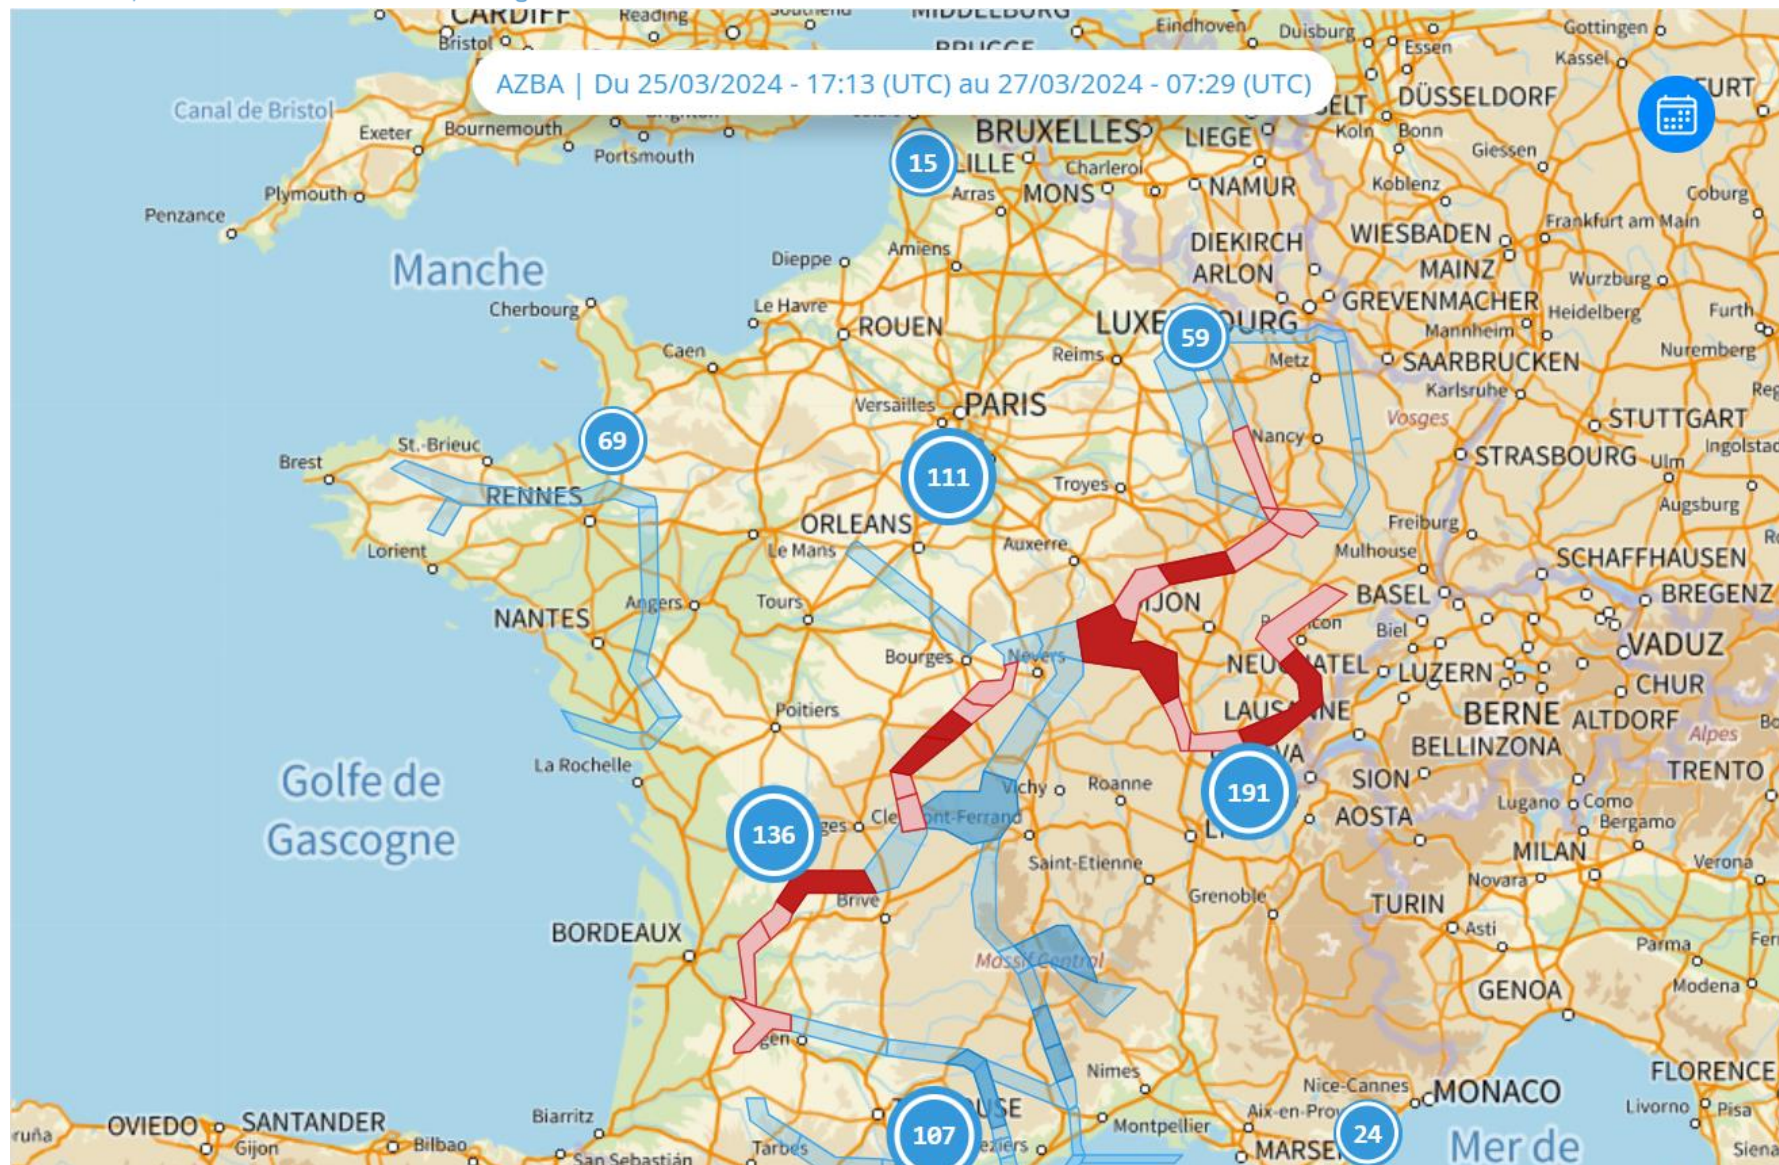 CARDIFF
Reading
MIDDELBURG
Eindhoven
Duisburg
Gottingen
Bristol
BRUGGE
Essen
Kassel
AZBA | Du 25/03/2024 - 17:13 (UTC) au 27/03/2024 - 07:29 (UTC)
DÜSSELDORF
Canal de Bristol
Exeter
Bournemouth
BRUXELLES
LIEGE
Koln
Bonn
Portsmouth
15
LILLE
Charleroi
Giessen
Plymouth
Arras
MONS
NAMUR
Koblenz
Coburg
Penzance
Frankfurt am Main
WIESBADEN
DIEKIRCH
Amiens
Manche
Dieppe
ARLON
MAINZ
Wurzburg
Cherbourg
Le Havre
GREVENMACHER
Heidelberg
Furth
ROUEN
59
Mannheim
Caen
Reims
Metz
SAARBRUCKEN
Nuremberg
Versailles
PARIS
Karlsruhe
Vosges
STUTTGART
St.-Brieuc
69
Nancy
Brest
STRASBOURG
Ulm
111
Troyes
RENNES
Augsburg
ORLEANS
Freiburg
Lorient
Le Mans
Auxerre
Mulhouse
SCHAFFHAUSEN
Angers
Tours
BASEL
BREGENZ
NANTES
Biel
VADUZ
Bourges
Nevers
LUZERN
CHUR
Poitiers
BERNE
ALTDORF
Alpes
La Rochelle
BELLINZONA
Golfe de
Gascogne
Vichy
Roanne
191
SION
TRENTO
Lugano
Como
136
AOSTA
Bergamo
Saint-Etienne
MILAN
Verona
Novara
Brive
Grenoble
TURIN
BORDEAUX
Asti
Parma
Massif Central
GENOA
Modena
Nimes
Nice-Cannes
MONACO
FLORENCE
OVIEDO
SANTANDER
Biarritz
107
Montpellier
24
Livorno
Pisa
Gijon
Bilbao
San Sebastián
Tarbes
Mer de
Siena